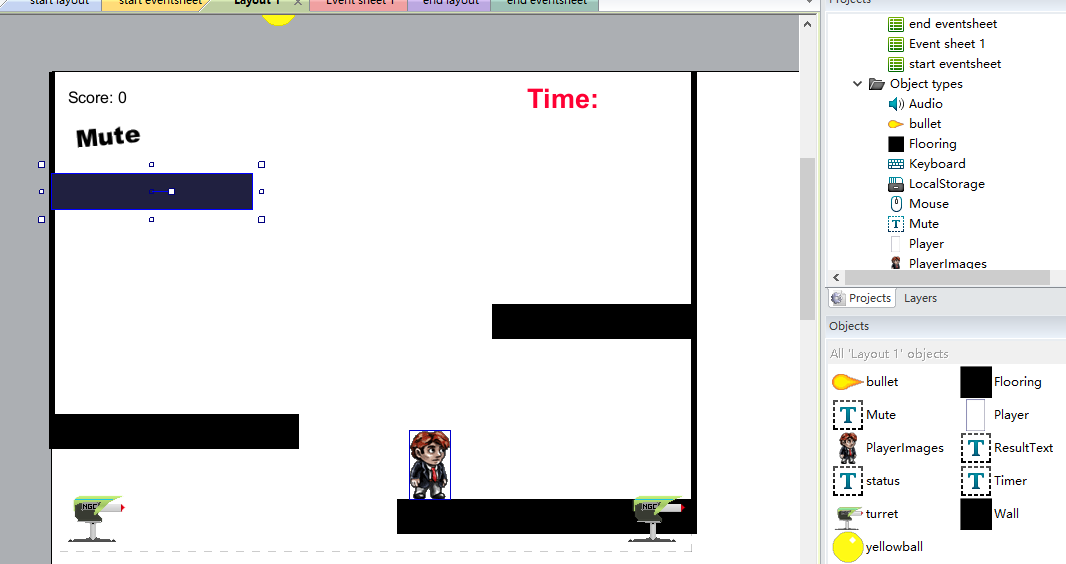 start layout
start eventsheet
Layout 1
Event sheet 1
end layout
end eventsheet
Projects
Score: 0
Time:
Mute
end eventsheet
Event sheet 1
start eventsheet
Object types
Audio
bullet
Flooring
Keyboard
LocalStorage
Mouse
Mute
Player
PlayerImages
Projects
Layers
Objects
All 'Layout 1' objects
bullet
Flooring
Mute
Player
PlayerImages
ResultText
status
Timer
turret
Wall
yellowball